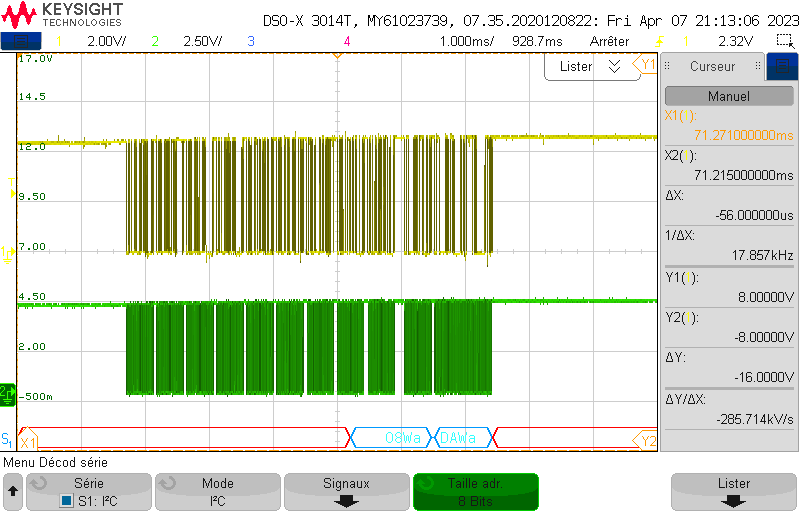 KEYSIGHT
TECHNOLOGIES
DSO-X 3014T, MY61023739, 07.35.2020120822: Fri Apr 07 21:13:06 2023
1 2.00V/ 2 2.50V/ 3 4 1.000ms/ 928.7ms Arrêter 1 2.32V
17.0V
14.5
12.0
9.50
7.00
4.50
2.00
-500m
Lister
Y1
T
1
2
S1
X1
08Wa
DAWa
Y2
Curseur
Manuel
X1(1):
71.271000000ms
X2(1):
71.215000000ms
ΔX:
-56.000000us
1/ΔX:
17.857kHz
Y1(1):
8.00000V
Y2(1):
-8.00000V
ΔY:
-16.0000V
ΔY/ΔX:
-285.714kV/s
Menu Décod série
Série
S1: I²C
Mode
I²C
Signaux
Taille adr.
8 Bits
Lister